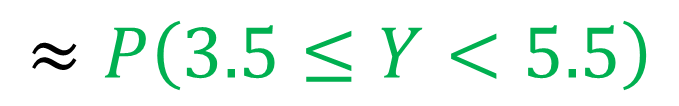 ≈ P(3.5 ≤ Y < 5.5)